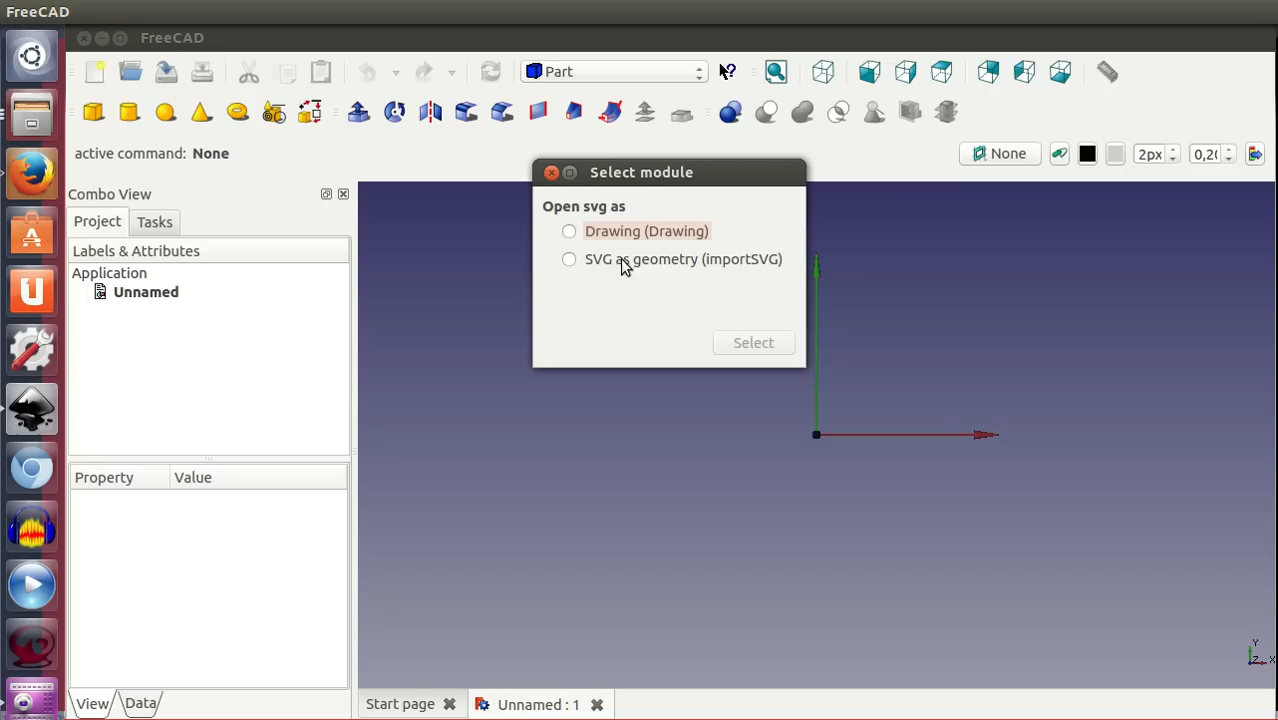 FreeCAD
FreeCAD
Part
active command: None
None
2px
0,20
Combo View
Project
Tasks
Labels & Attributes
Application
Unnamed
Property
Value
View
Data
Select module
Open svg as
Drawing (Drawing)
SVG as geometry (importSVG)
Select
Y
Z
X
Start page
Unnamed : 1